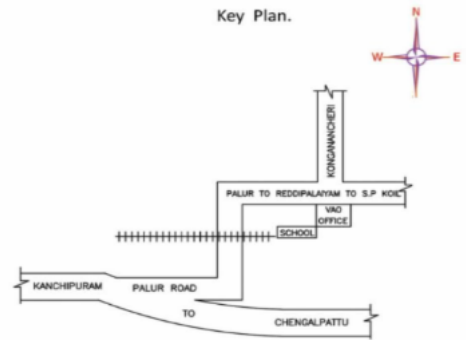 Key Plan.
N
W E
KONGANANCHERI
PALUR TO REDDIPALAIYAM TO S.P KOIL
VAO
OFFICE
SCHOOL
KANCHIPURAM PALUR ROAD
TO
CHENGALPATTU